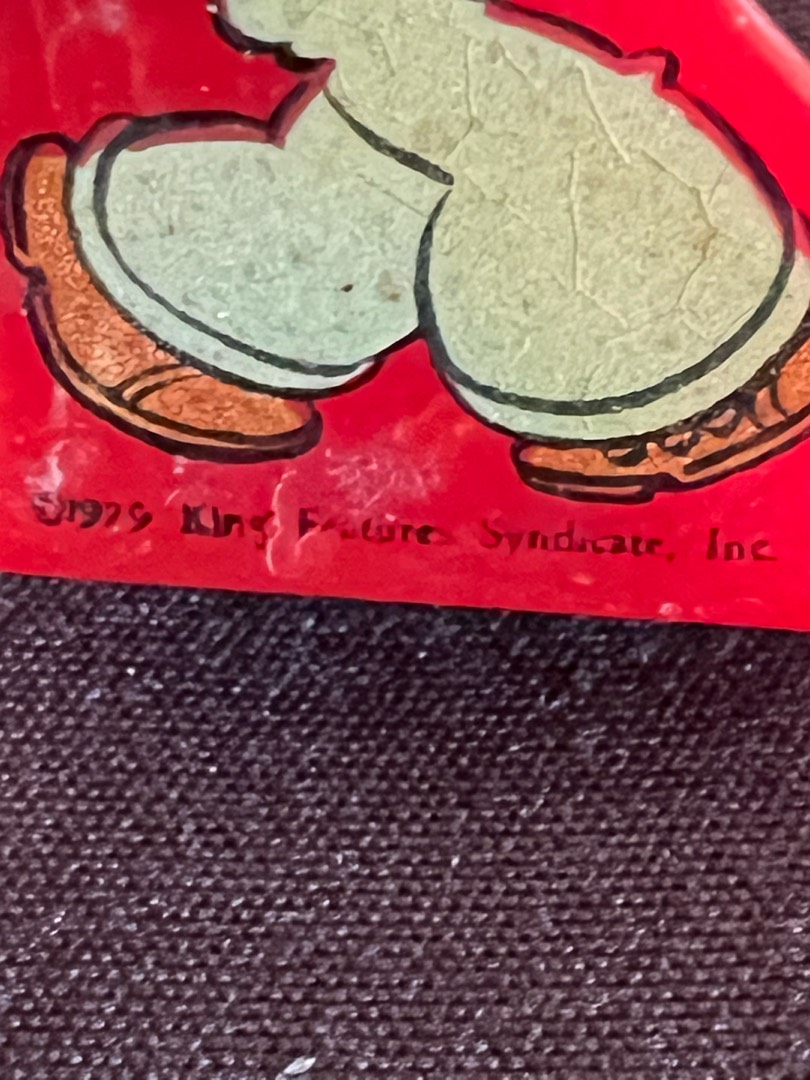 ©1979 King Features Syndicate, Inc